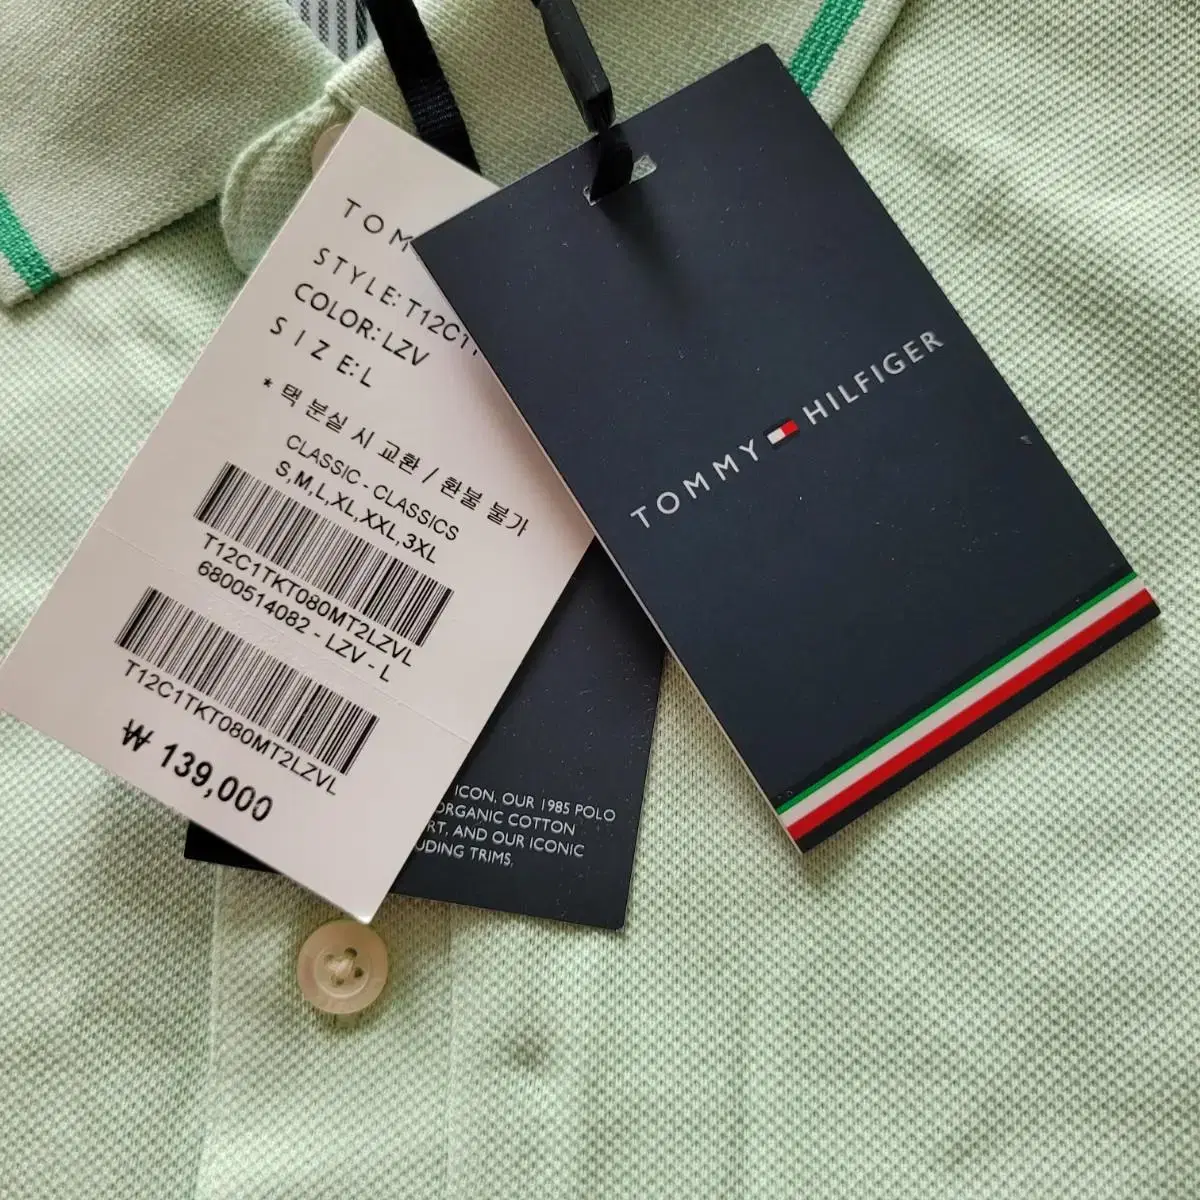 TOM
STYLE: T12C1T
COLOR: LZV
S I Z E: L
* 택 분실 시 교환 / 환불 불가
CLASSIC - CLASSICS
S,M,L,XL,XXL,3XL
T12C1TKT080MT2LZVL
6800514082 - LZV - L
T12C1TKT080MT2LZVL
₩ 139,000
TOMMY HILFIGER
ICON. OUR 1985 POLO
ORGANIC COTTON
RT. AND OUR ICONIC
UDING TRIMS.